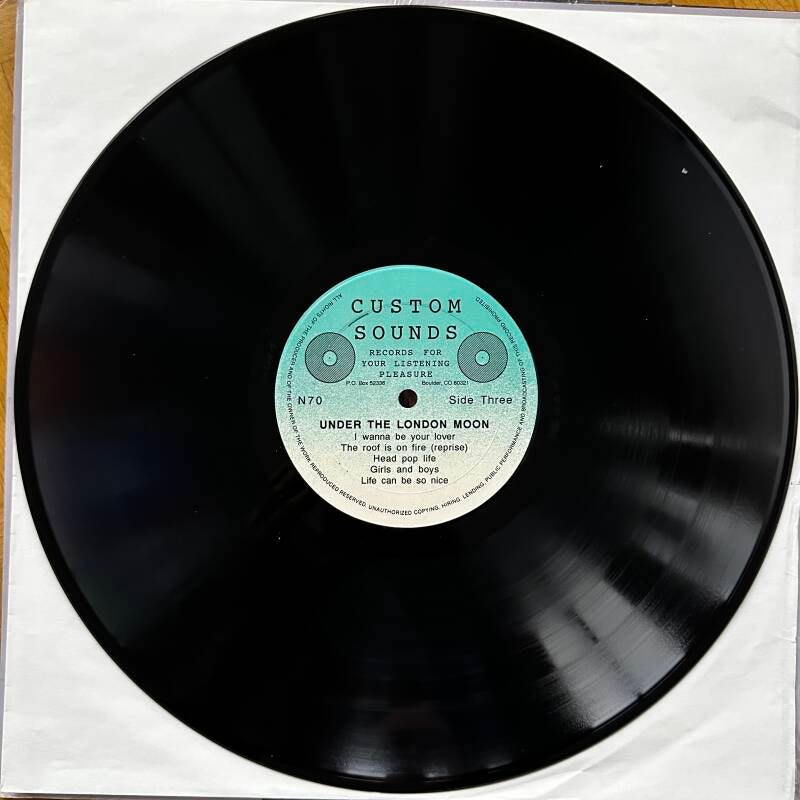 CUSTOM
SOUNDS
RECORDS FOR
YOUR LISTENING
PLEASURE
P.O. Box 52336 Boulder, CO 80321
N70 Side Three
UNDER THE LONDON MOON
I wanna be your lover
The roof is on fire (reprise)
Head pop life
Girls and boys
Life can be so nice
ALL RIGHTS OF THE PRODUCER AND OF THE OWNER OF THE WORK REPRODUCED RESERVED. UNAUTHORIZED COPYING, HIRING, LENDING, PUBLIC PERFORMANCE AND BROADCASTING OF THIS RECORD PROHIBITED.